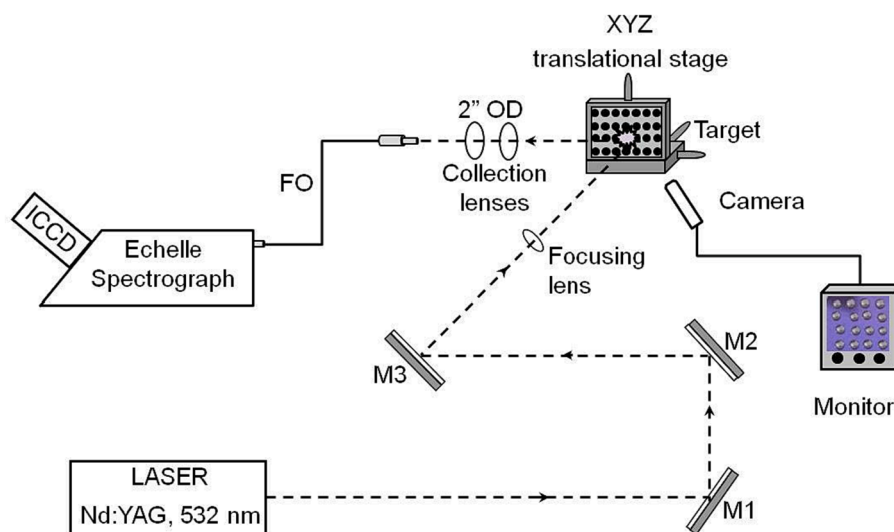 XYZ
translational stage
2” OD
Target
Collection
lenses
FO
Camera
ICCD
Echelle
Spectrograph
Focusing
lens
M2
M3
Monitor
LASER
Nd:YAG, 532 nm
M1